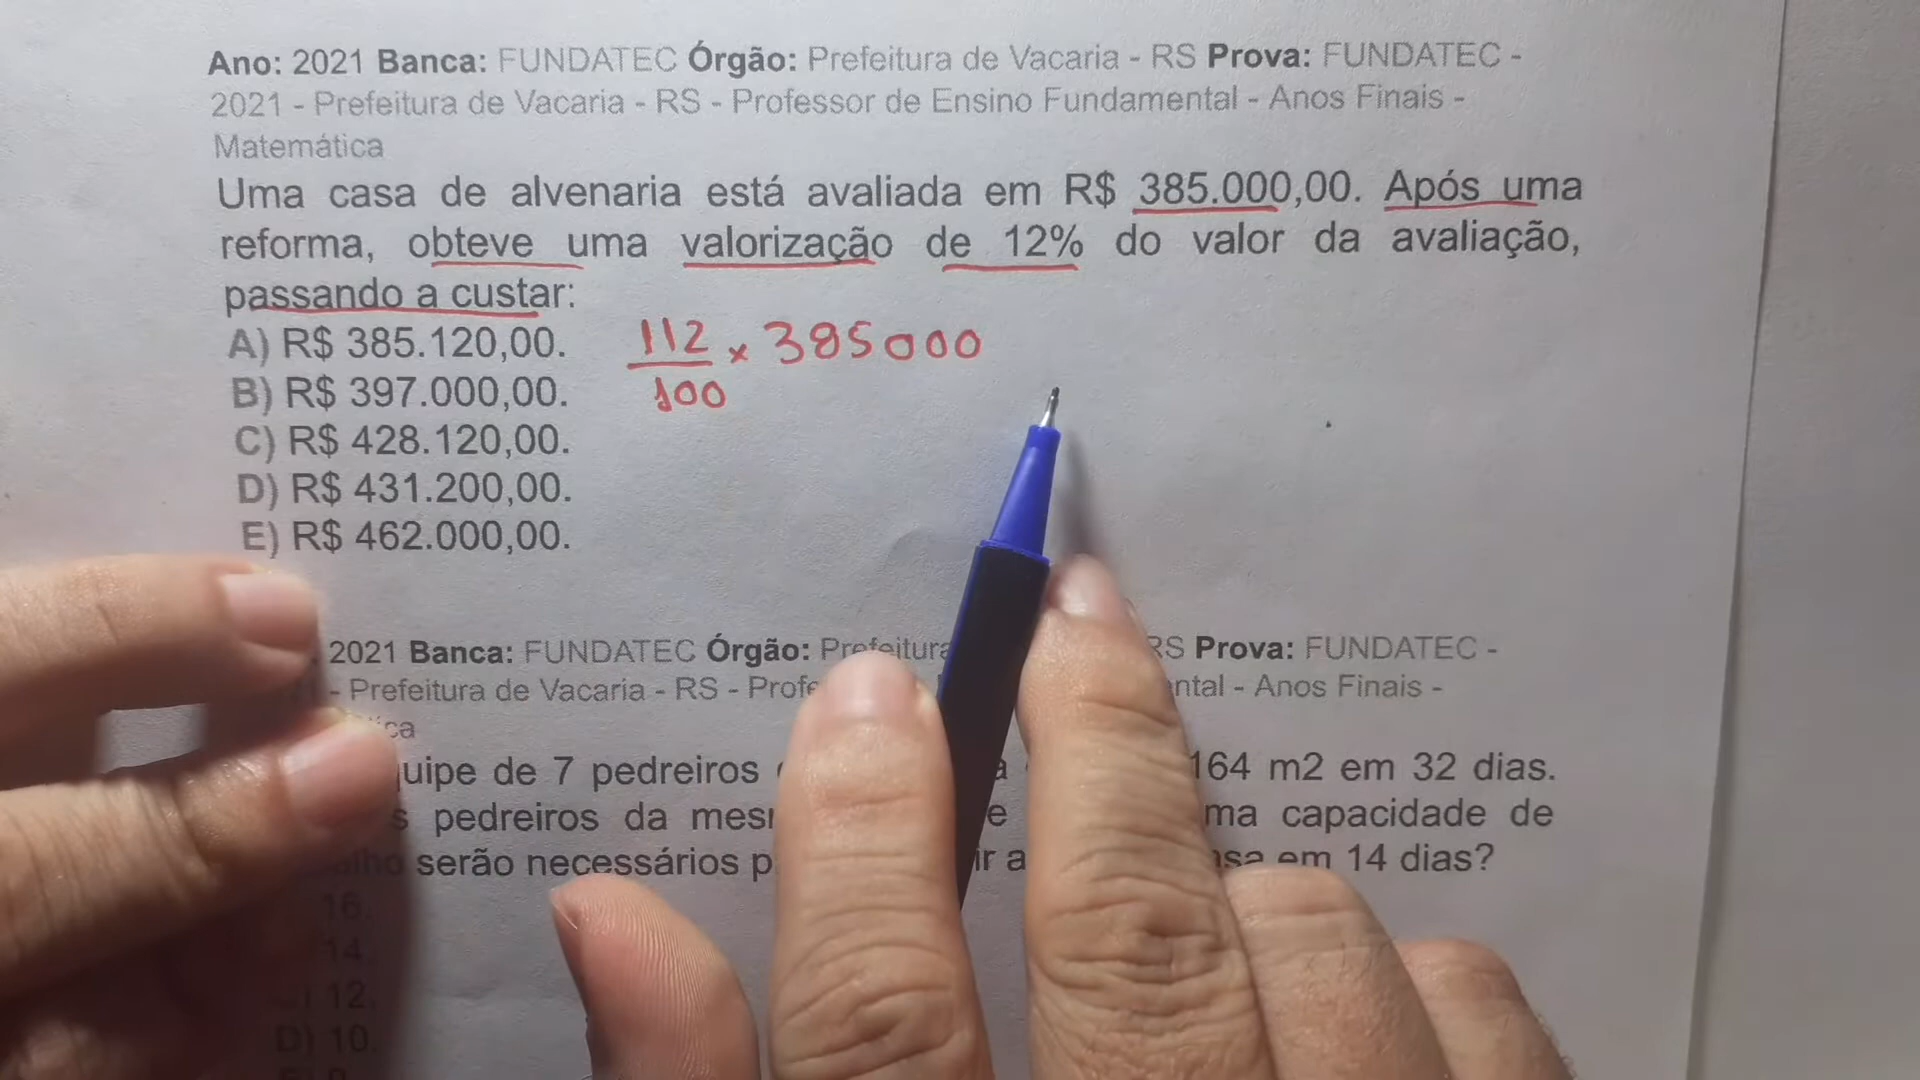 Ano: 2021 Banca: FUNDATEC Órgão: Prefeitura de Vacaria - RS Prova: FUNDATEC -
2021 - Prefeitura de Vacaria - RS - Professor de Ensino Fundamental - Anos Finais -
Matemática
Uma casa de alvenaria está avaliada em R$ 385.000,00. Após uma
reforma, obteve uma valorização de 12% do valor da avaliação,
passando a custar:
A) R$ 385.120,00.
B) R$ 397.000,00.
C) R$ 428.120,00.
D) R$ 431.200,00.
E) R$ 462.000,00.
112
100
× 385000
2021 Banca: FUNDATEC Órgão: Prefeitura RS Prova: FUNDATEC -
- Prefeitura de Vacaria - RS - - Anos Finais -
de 7 pedreiros 164 m2 em 32 dias.
pedreiros da capacidade de
serão necessários em 14 dias?
16.
14
12.
D) 10.